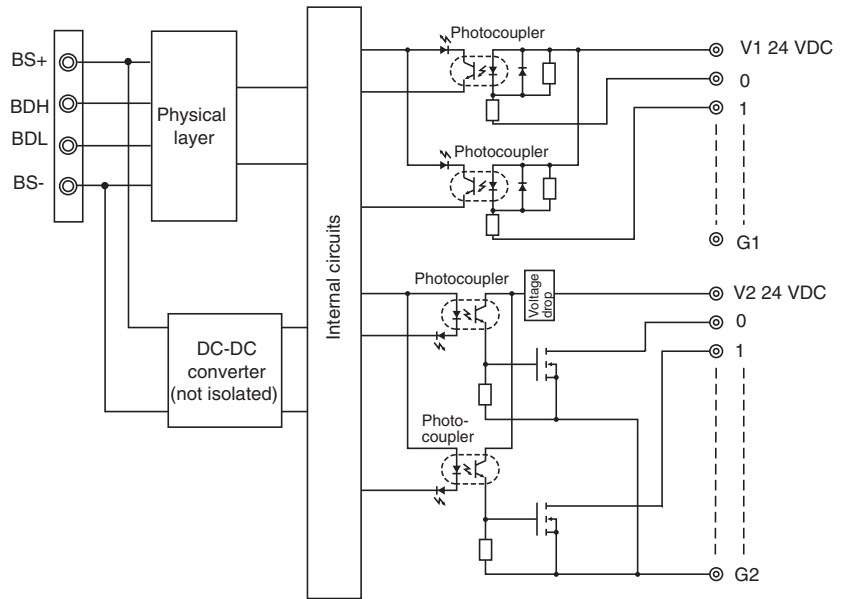 BS+
BDH
BDL
BS-
Physical
layer
DC-DC
converter
(not isolated)
Internal circuits
Photocoupler
V1 24 VDC
0
1
Photocoupler
G1
Photocoupler
Voltage
drop
V2 24 VDC
0
1
Photo-
coupler
G2